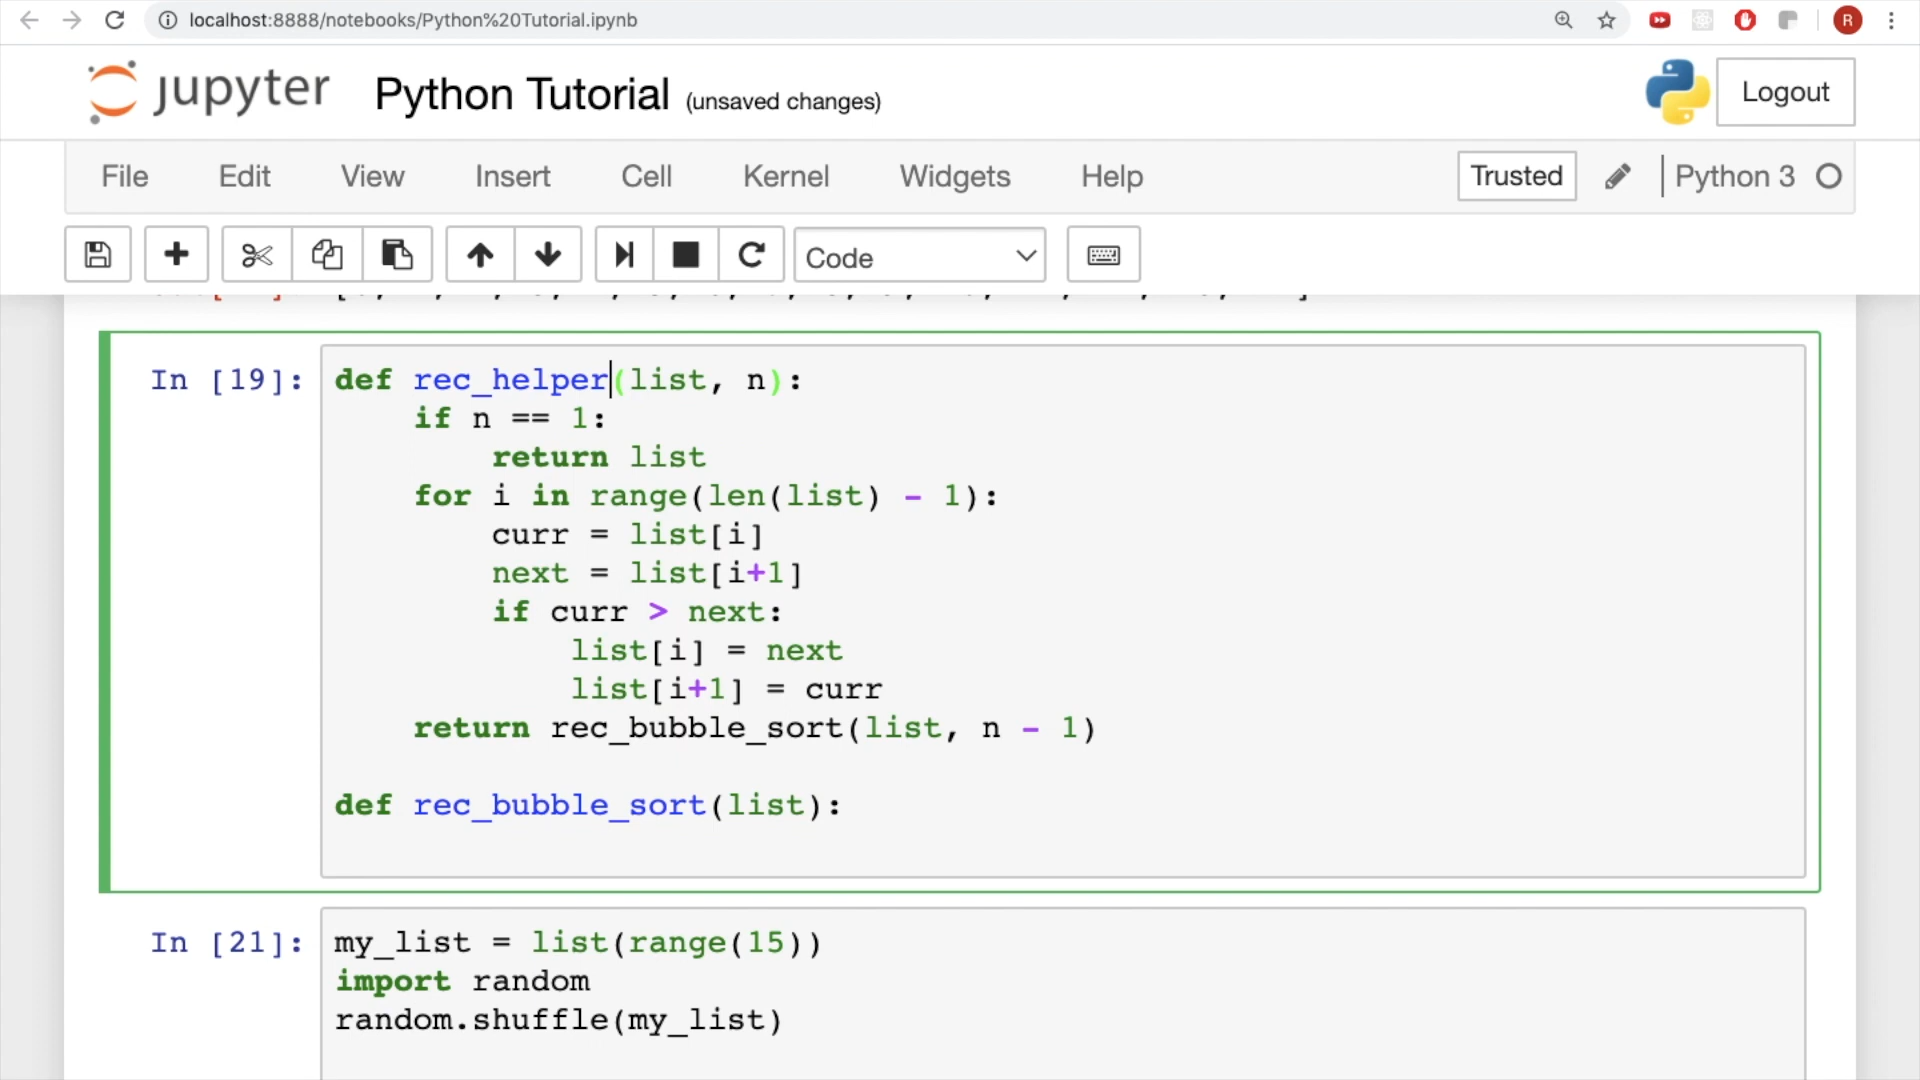 localhost:8888/notebooks/Python%20Tutorial.ipynb
R
jupyter Python Tutorial (unsaved changes)
Logout
File Edit View Insert Cell Kernel Widgets Help Trusted Python 3
Code
In [19]: def rec_helper(list, n):
    if n == 1:
        return list
    for i in range(len(list) - 1):
        curr = list[i]
        next = list[i+1]
        if curr > next:
            list[i] = next
            list[i+1] = curr
    return rec_bubble_sort(list, n - 1)
def rec_bubble_sort(list):
In [21]: my_list = list(range(15))
import random
random.shuffle(my_list)